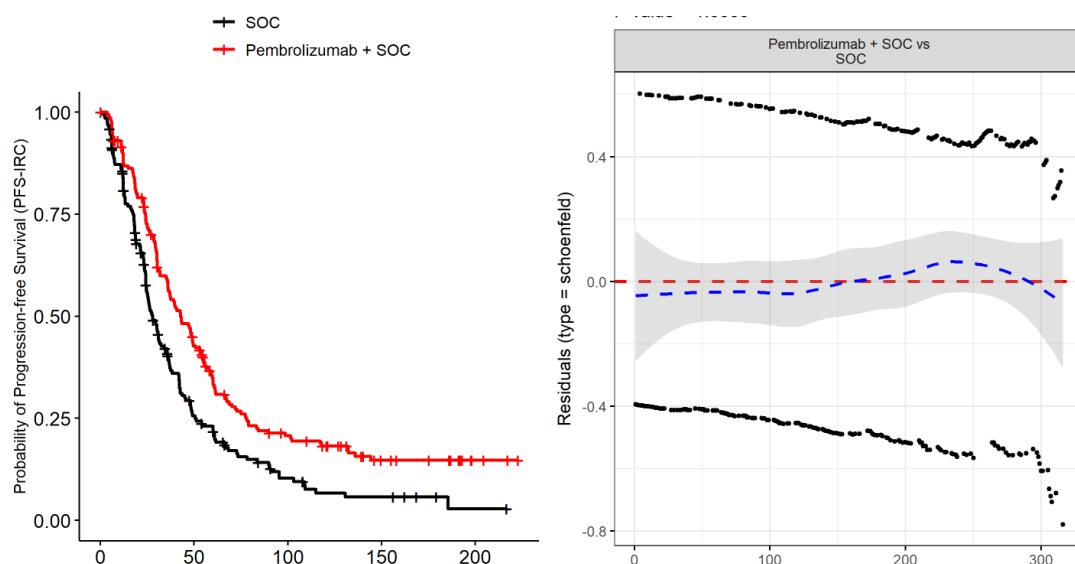 SOC
Pembrolizumab + SOC
Probability of Progression-free Survival (PFS-IRC)
1.00
0.75
0.50
0.25
0.00
0 50 100 150 200
Pembrolizumab + SOC vs
SOC
Residuals (type = schoenfeld)
0.4
0.0
-0.4
-0.8
0 100 200 300